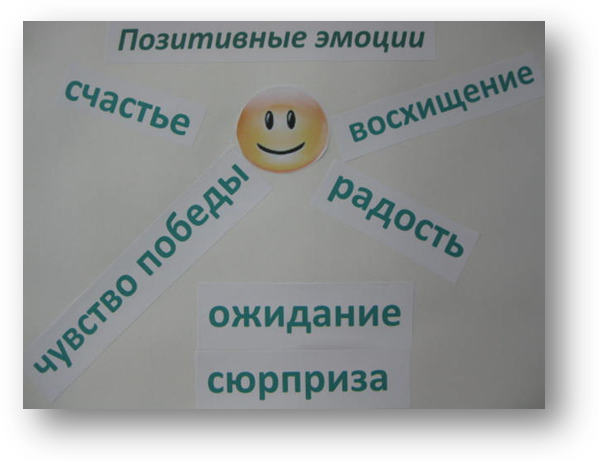 Позитивные эмоции
счастье
восхищение
чувство победы
радость
ожидание
сюрприза